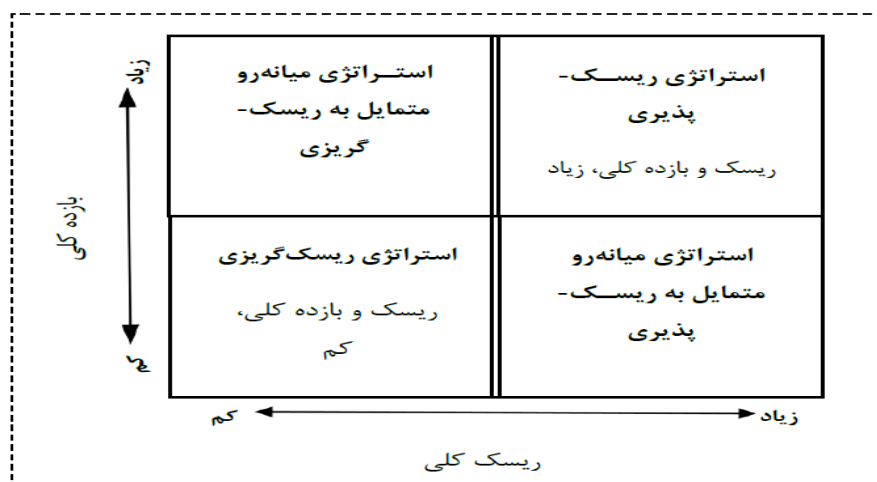 استراتژی ریسک-
پذیری
ریسک و بازده کلی، زیاد
استراتژی میانه‌رو
متمایل به ریسک-
گریزی
استراتژی میانه‌رو
متمایل به ریسک-
پذیری
استراتژی ریسک‌گریزی
ریسک و بازده کلی،
کم
زیاد
بازده کلی
کم
زیاد
کم
ریسک کلی